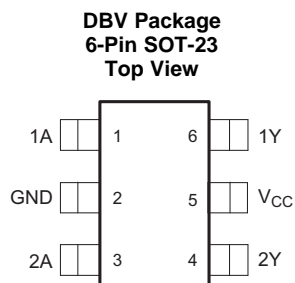 DBV Package
6-Pin SOT-23
Top View
1A 1 6 1Y
GND 2 5 VCC
2A 3 4 2Y